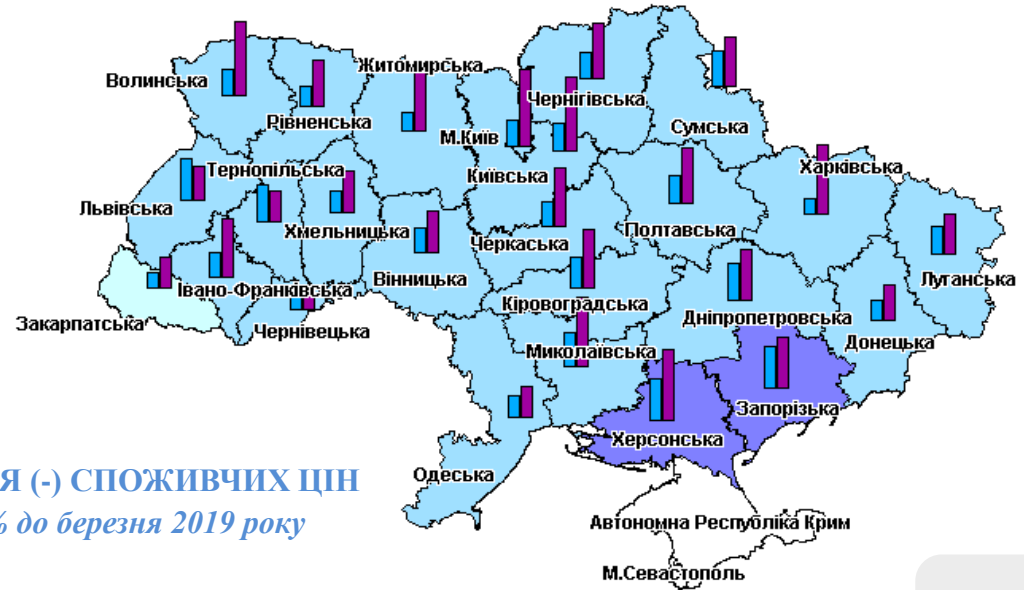 Житомирська
Волинська
Чернігівська
Рівненська
Сумська
М.Київ
Харківська
Тернопільська
Київська
Львівська
Хмельницька
Полтавська
Черкаська
Вінницька
Луганська
Івано-Франківська
Кіровоградська
Дніпропетровська
Закарпатська
Чернівецька
Донецька
Миколаївська
Запорізька
Херсонська
Одеська
Я (-) СПОЖИВЧИХ ЦІН
% до березня 2019 року
Автономна Республіка Крим
М.Севастополь